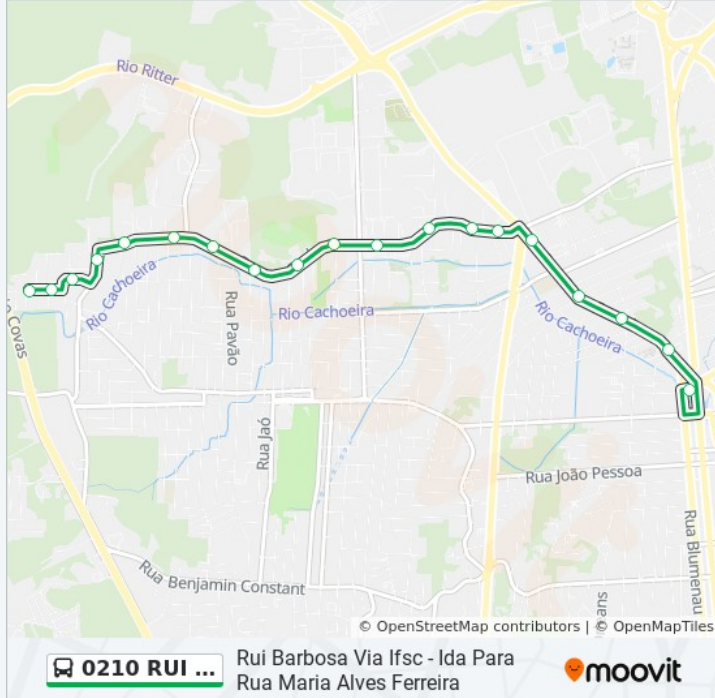 Rio Ritter
Rio Cachoeira
Rua Pavão
Rio Cachoeira
Rio Cachoeira
Covas
Rua Jaó
Rua João Pessoa
Rua Blumenau
Rua Benjamin Constant
© OpenStreetMap contributors | © OpenMapTiles
0210 RUI ...
Rui Barbosa Via Ifsc - Ida Para
Rua Maria Alves Ferreira
moovit